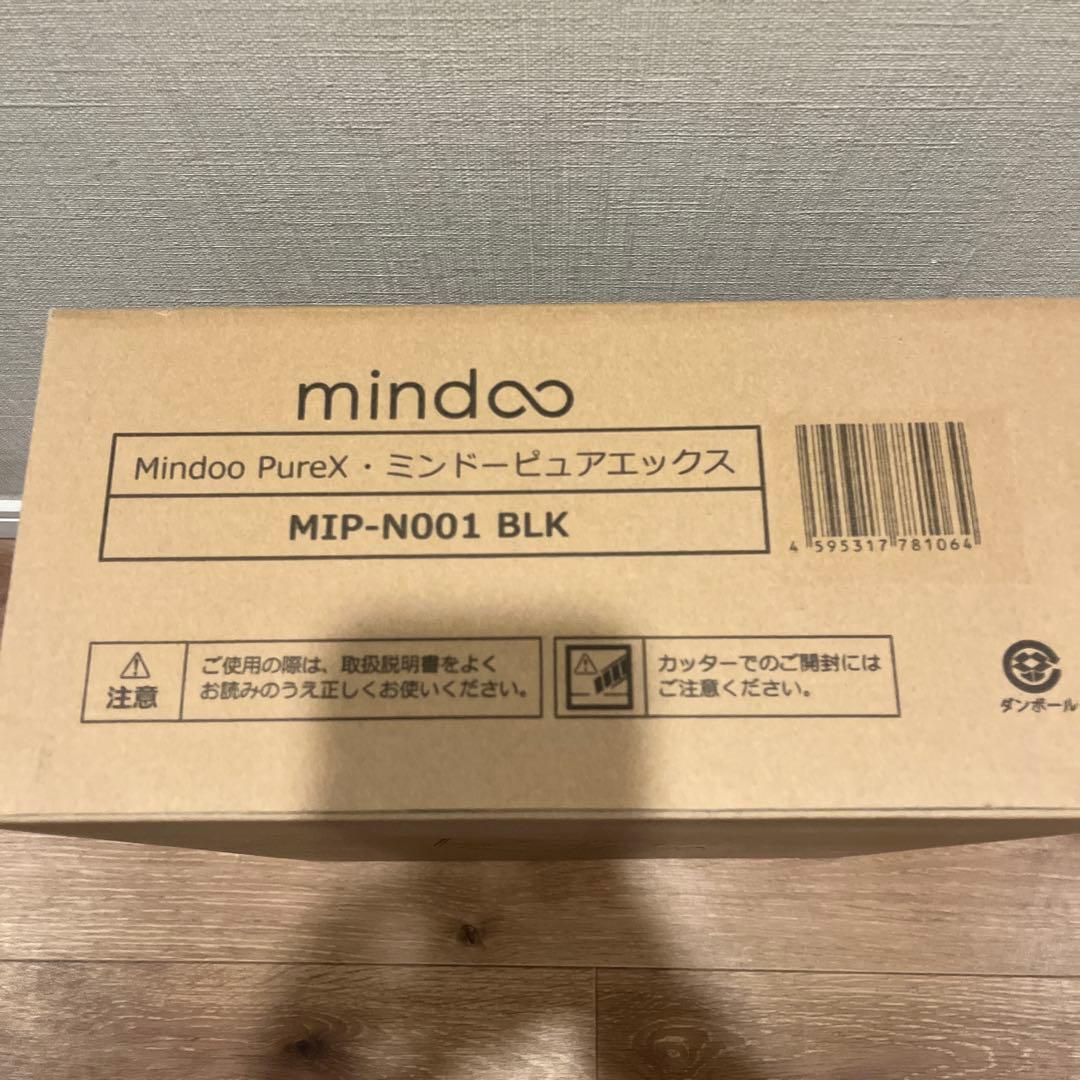 mindoo
Mindoo PureX・ミンドーピュアエックス
MIP-N001 BLK
4 595317 781064
注意
ご使用の際は、取扱説明書をよく
お読みのうえ正しくお使いください。
カッターでのご開封には
ご注意ください。
ダンボール